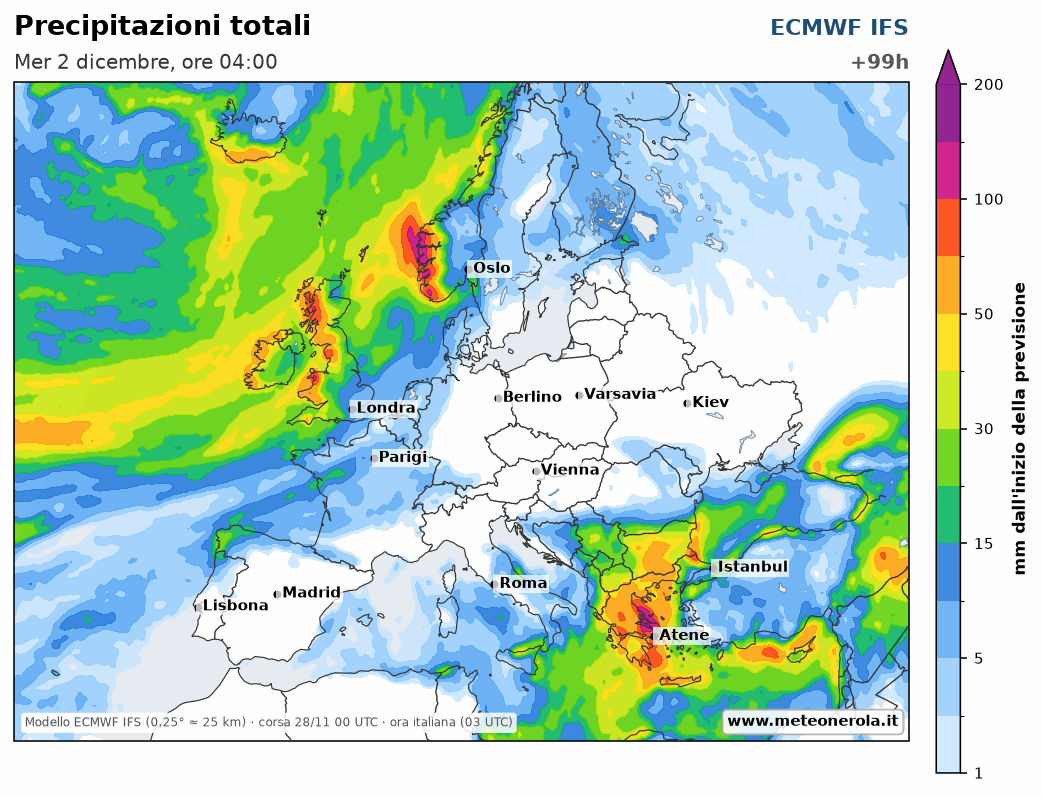 Precipitazioni totali
ECMWF IFS
Mer 2 dicembre, ore 04:00
+99h
200
100
50
30
15
5
1
mm dall'inizio della previsione
Oslo
Londra
Berlino
Varsavia
Kiev
Parigi
Vienna
Istanbul
Roma
Madrid
Lisbona
Atene
Modello ECMWF IFS (0,25° ≈ 25 km) · corsa 28/11 00 UTC · ora italiana (03 UTC)
www.meteonerola.it